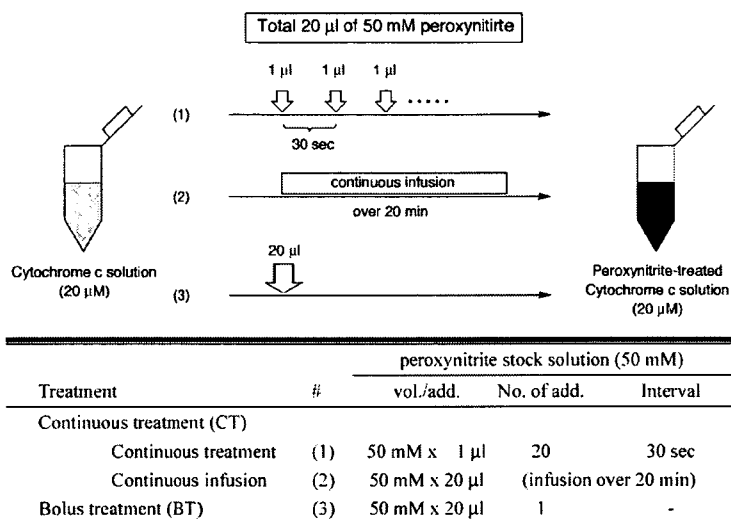 Total 20 µl of 50 mM peroxynitirte
1 µl 1 µl 1 µl
(1)
30 sec
continuous infusion
(2)
over 20 min
20 µl
(3)
Cytochrome c solution
(20 µM)
Peroxynitrite-treated
Cytochrome c solution
(20 µM)
peroxynitrite stock solution (50 mM)
Treatment # vol./add. No. of add. Interval
Continuous treatment (CT)
Continuous treatment (1) 50 mM x 1 µl 20 30 sec
Continuous infusion (2) 50 mM x 20 µl (infusion over 20 min)
Bolus treatment (BT) (3) 50 mM x 20 µl 1 -